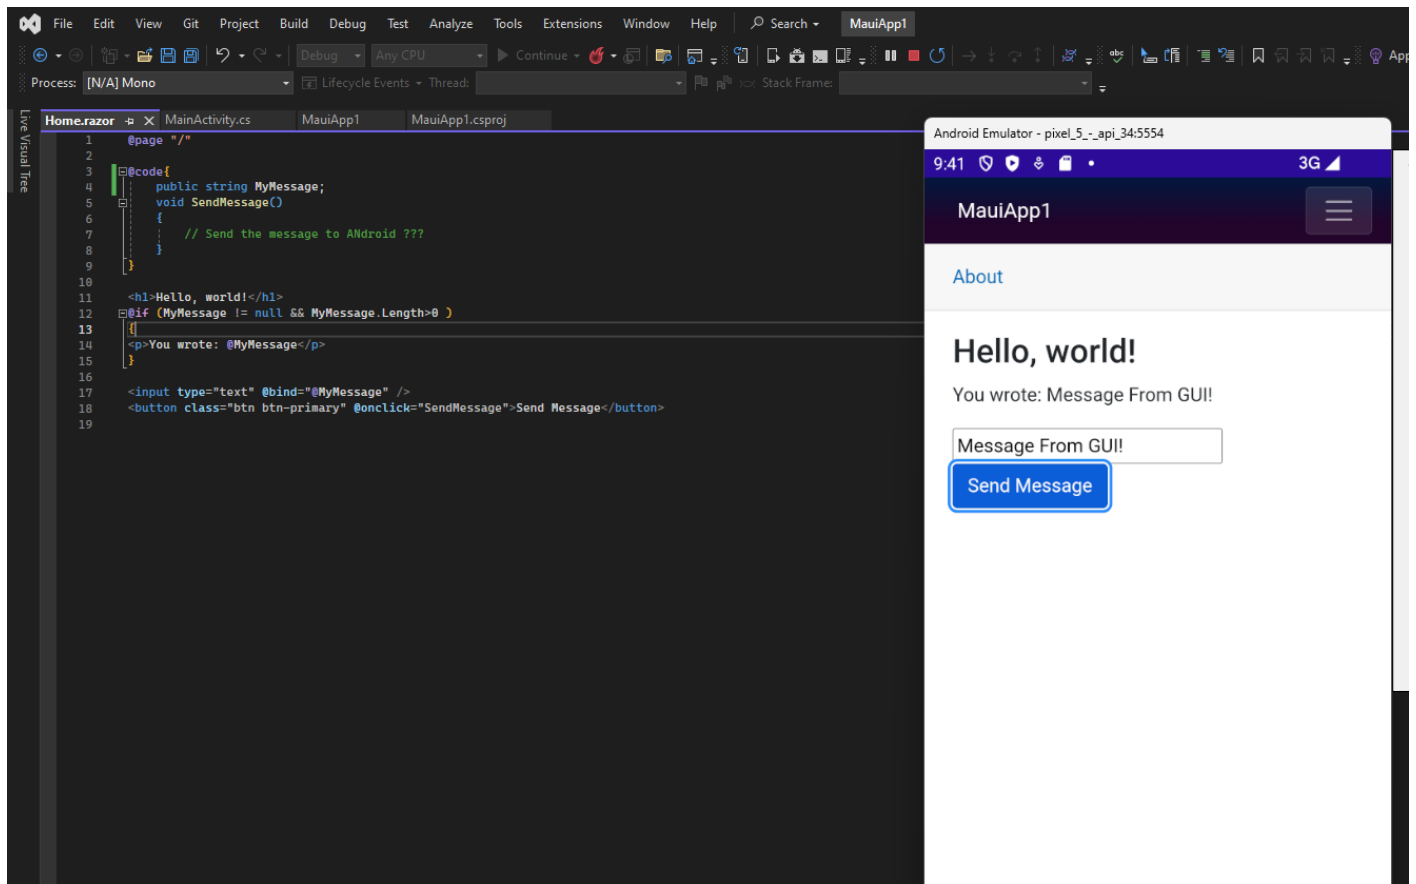 File Edit View Git Project Build Debug Test Analyze Tools Extensions Window Help Search MauiApp1
Debug Any CPU Continue App
Process: [N/A] Mono Lifecycle Events Thread: Stack Frame:
Live Visual Tree
Home.razor MainActivity.cs MauiApp1 MauiApp1.csproj
1 @page "/"
2
3 @code{
4 public string MyMessage;
5 void SendMessage()
6 {
7 // Send the message to ANdroid ???
8 }
9 }
10
11 <h1>Hello, world!</h1>
12 @if (MyMessage != null && MyMessage.Length>0 )
13 {
14 <p>You wrote: @MyMessage</p>
15 }
16
17 <input type="text" @bind="@MyMessage" />
18 <button class="btn btn-primary" @onclick="SendMessage">Send Message</button>
19
Android Emulator - pixel_5_-_api_34:5554
9:41 3G
MauiApp1
About
Hello, world!
You wrote: Message From GUI!
Message From GUI!
Send Message